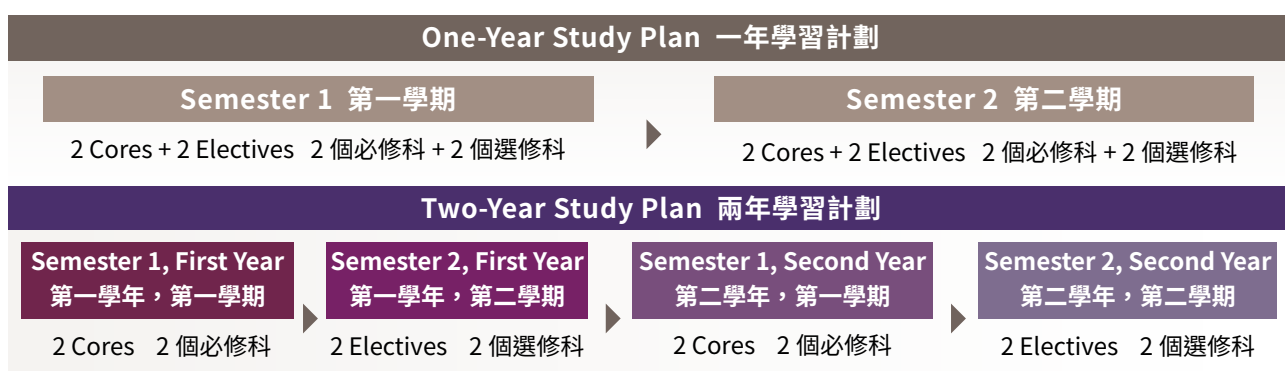 One-Year Study Plan 一年學習計劃
Semester 1 第一學期
2 Cores + 2 Electives 2 個必修科 + 2 個選修科
Semester 2 第二學期
2 Cores + 2 Electives 2 個必修科 + 2 個選修科
Two-Year Study Plan 兩年學習計劃
Semester 1, First Year
第一學年，第一學期
2 Cores 2 個必修科
Semester 2, First Year
第一學年，第二學期
2 Electives 2 個選修科
Semester 1, Second Year
第二學年，第一學期
2 Cores 2 個必修科
Semester 2, Second Year
第二學年，第二學期
2 Electives 2 個選修科